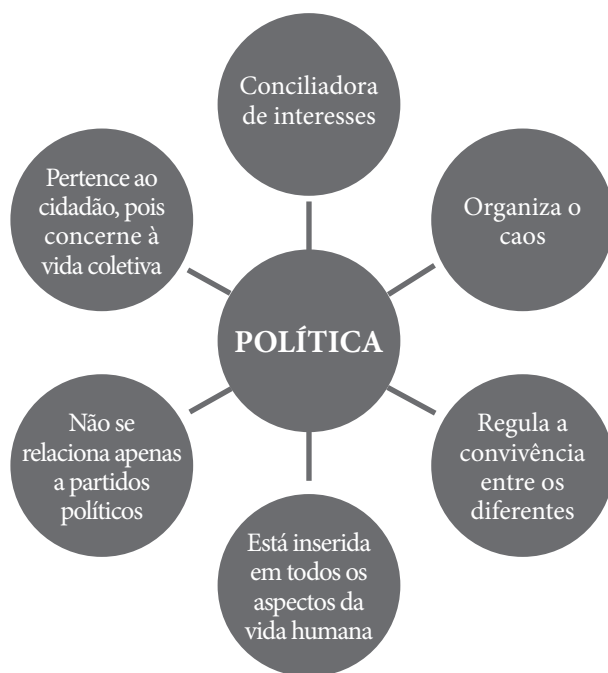 Conciliadora
de interesses
Pertence ao
cidadão, pois
concerne à
vida coletiva
Organiza o
caos
POLÍTICA
Não se
relaciona apenas
a partidos
políticos
Regula a
convivência
entre os
diferentes
Está inserida
em todos os
aspectos da
vida humana